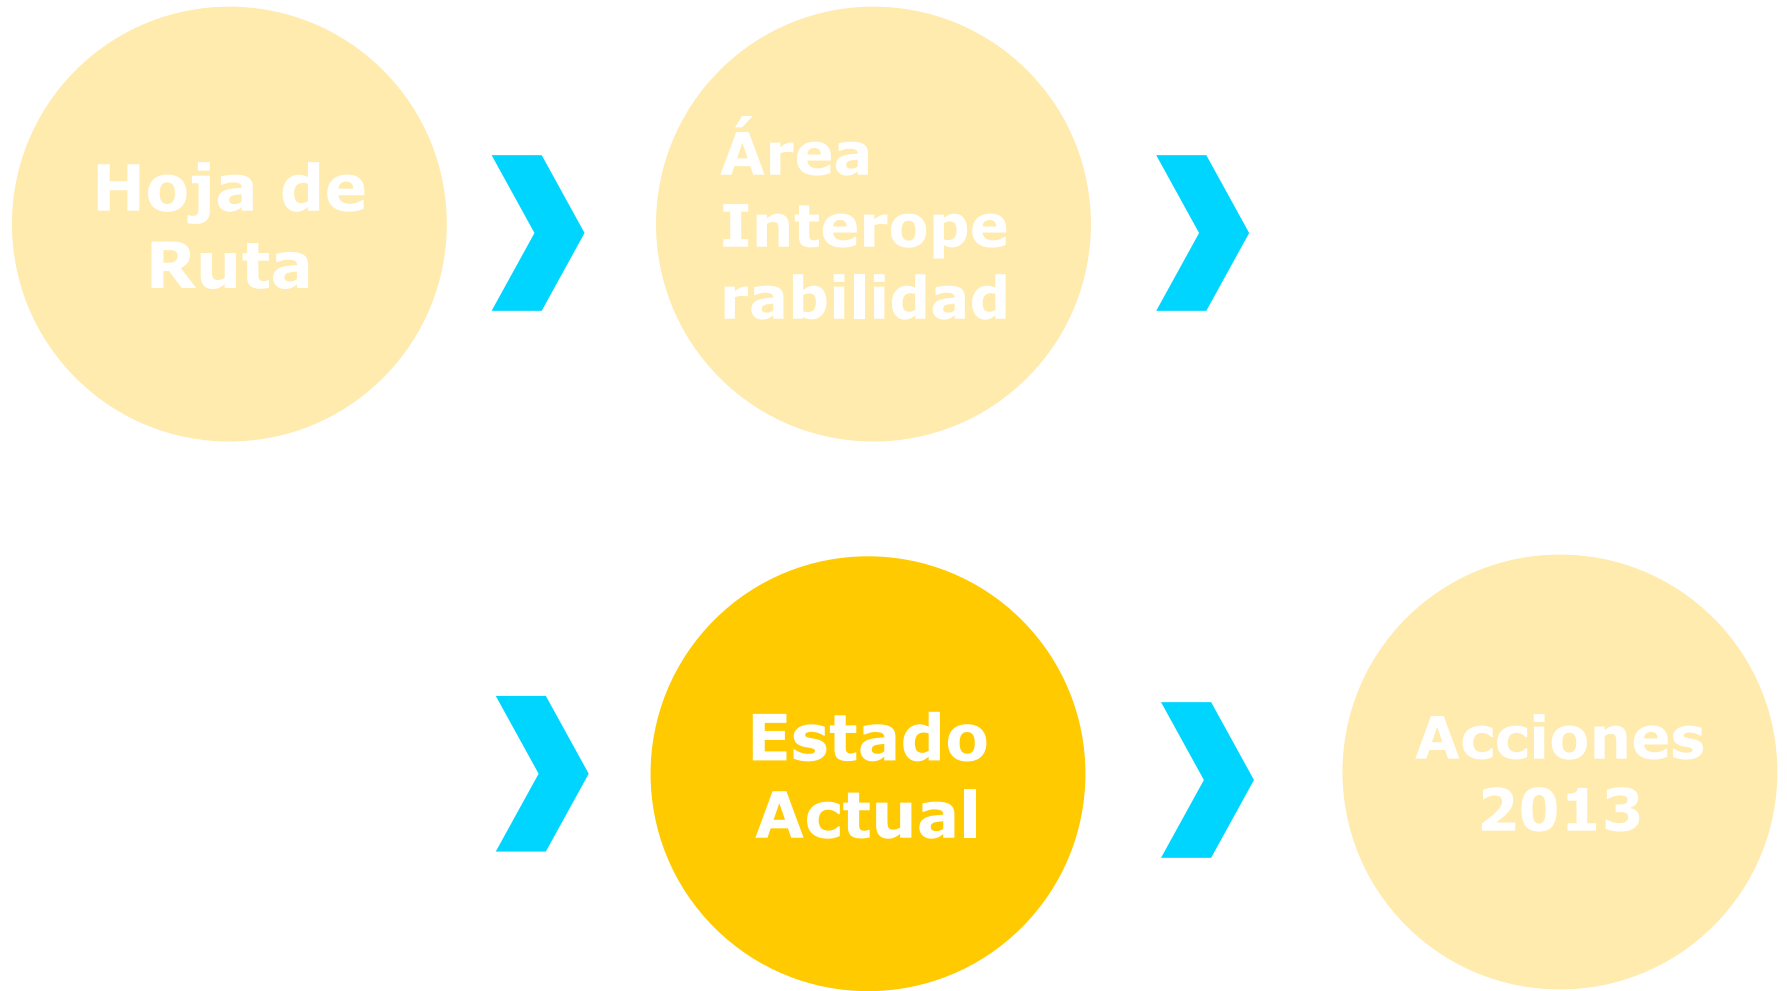 Hoja de
Ruta
Área
Interope
rabilidad
Estado
Actual
Acciones
2013